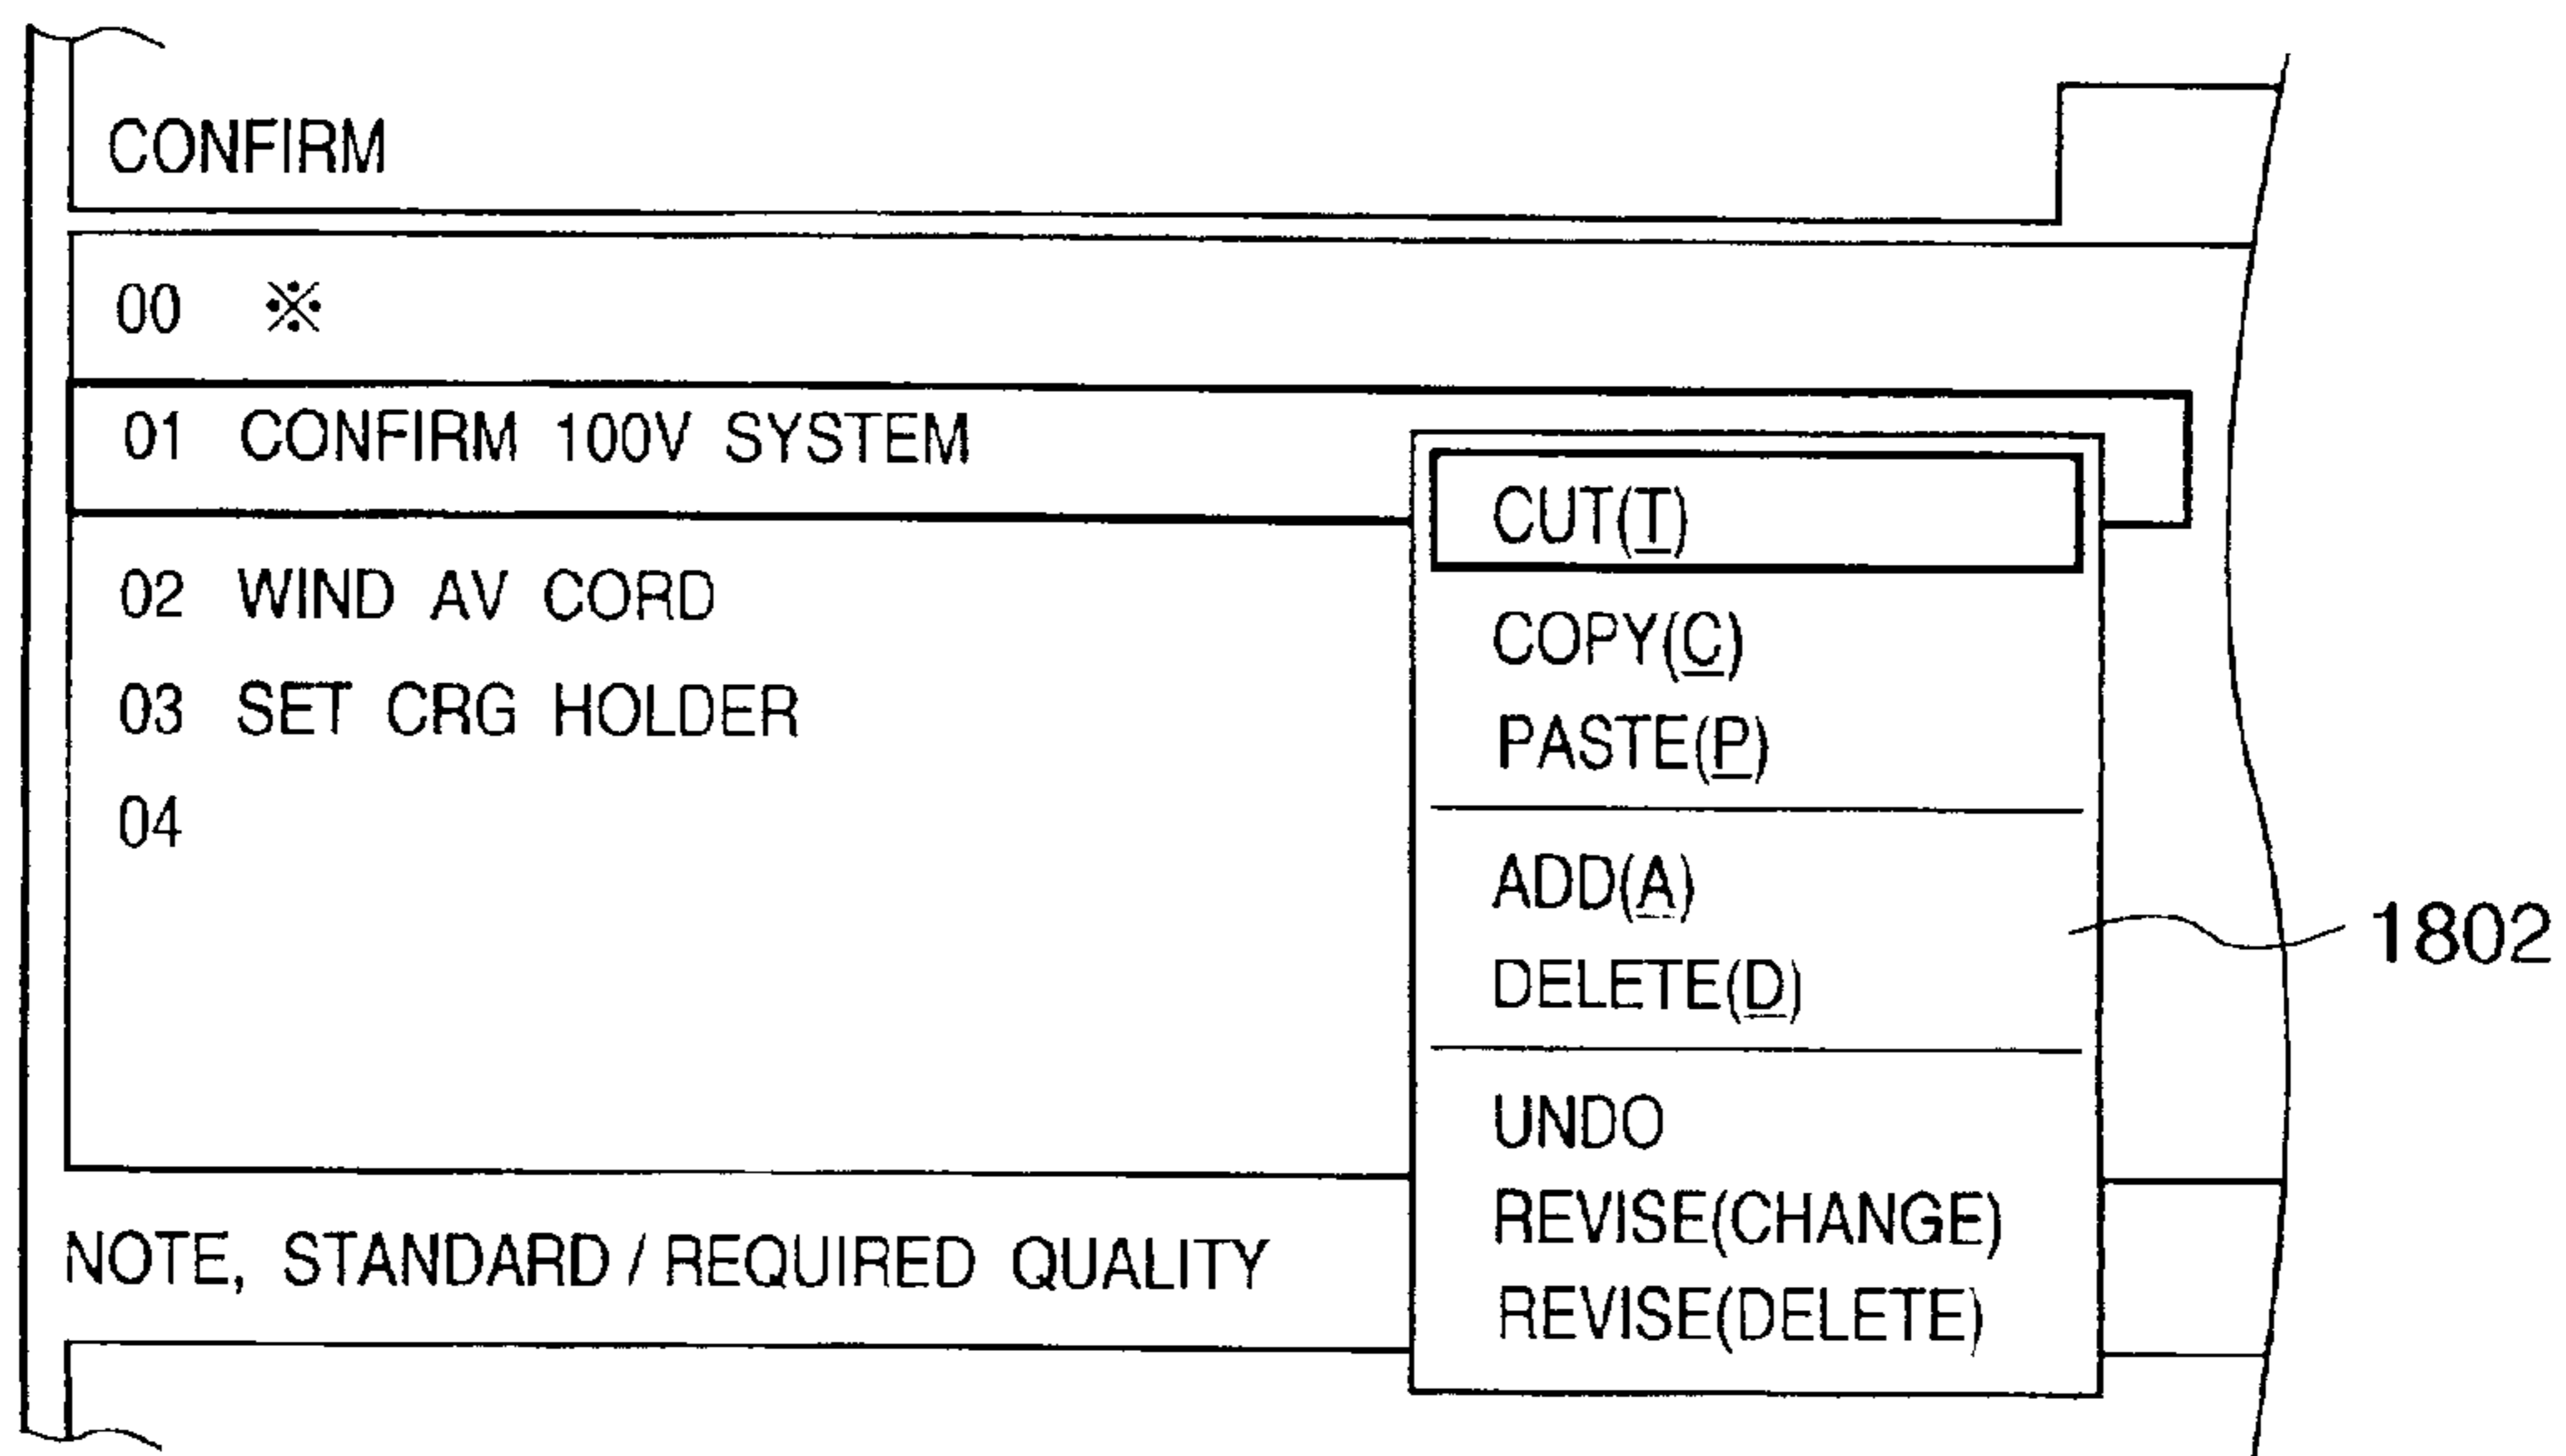 CONFIRM
00 ※
01 CONFIRM 100V SYSTEM
02 WIND AV CORD
03 SET CRG HOLDER
04
CUT(T)
COPY(C)
PASTE(P)
ADD(A)
DELETE(D)
UNDO
REVISE(CHANGE)
REVISE(DELETE)
1802
NOTE, STANDARD / REQUIRED QUALITY